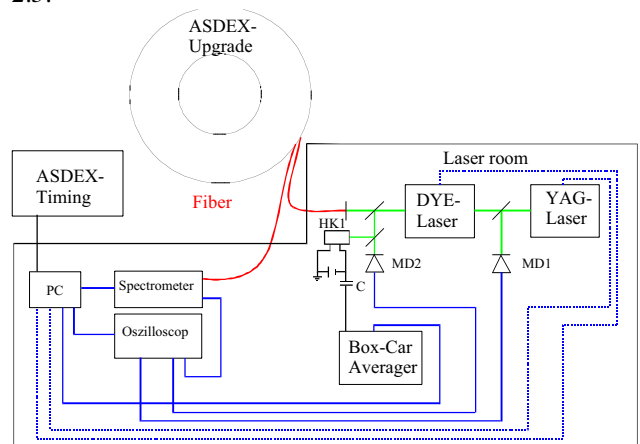 ASDEX-
Upgrade
ASDEX-
Timing
Fiber
Laser room
DYE-
Laser
YAG-
Laser
HK1
MD2
MD1
C
PC
Spectrometer
Oszilloscop
Box-Car
Averager